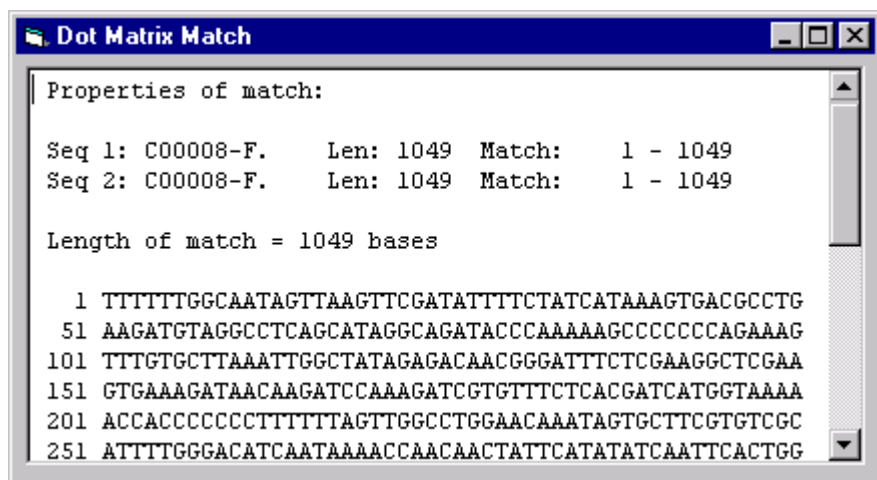 Dot Matrix Match
Properties of match:
Seq 1: C00008-F. Len: 1049 Match: 1 - 1049
Seq 2: C00008-F. Len: 1049 Match: 1 - 1049
Length of match = 1049 bases
1 TTTTTTGGCAATAGTTAAGTTCGATATTTTCTATCATAAAGTGACGCCTG
51 AAGATGTAGGCCTCAGCATAGGCAGATACCCAAAAAGCCCCCCCAGAAAG
101 TTTGTGCTTAAATTGGCTATAGAGACAACGGGATTTCTCGAAGGCTCGAA
151 GTGAAAGATAACAAGATCCAAAGATCGTGTTTCTCACGATCATGGTAAAA
201 ACCACCCCCCCTTTTTTAGTTGGCCTGGAACAAATAGTGCTTCGTGTCGC
251 ATTTTGGGACATCAATAAAACCAACAACTATTCATATATCAATTCACTGG